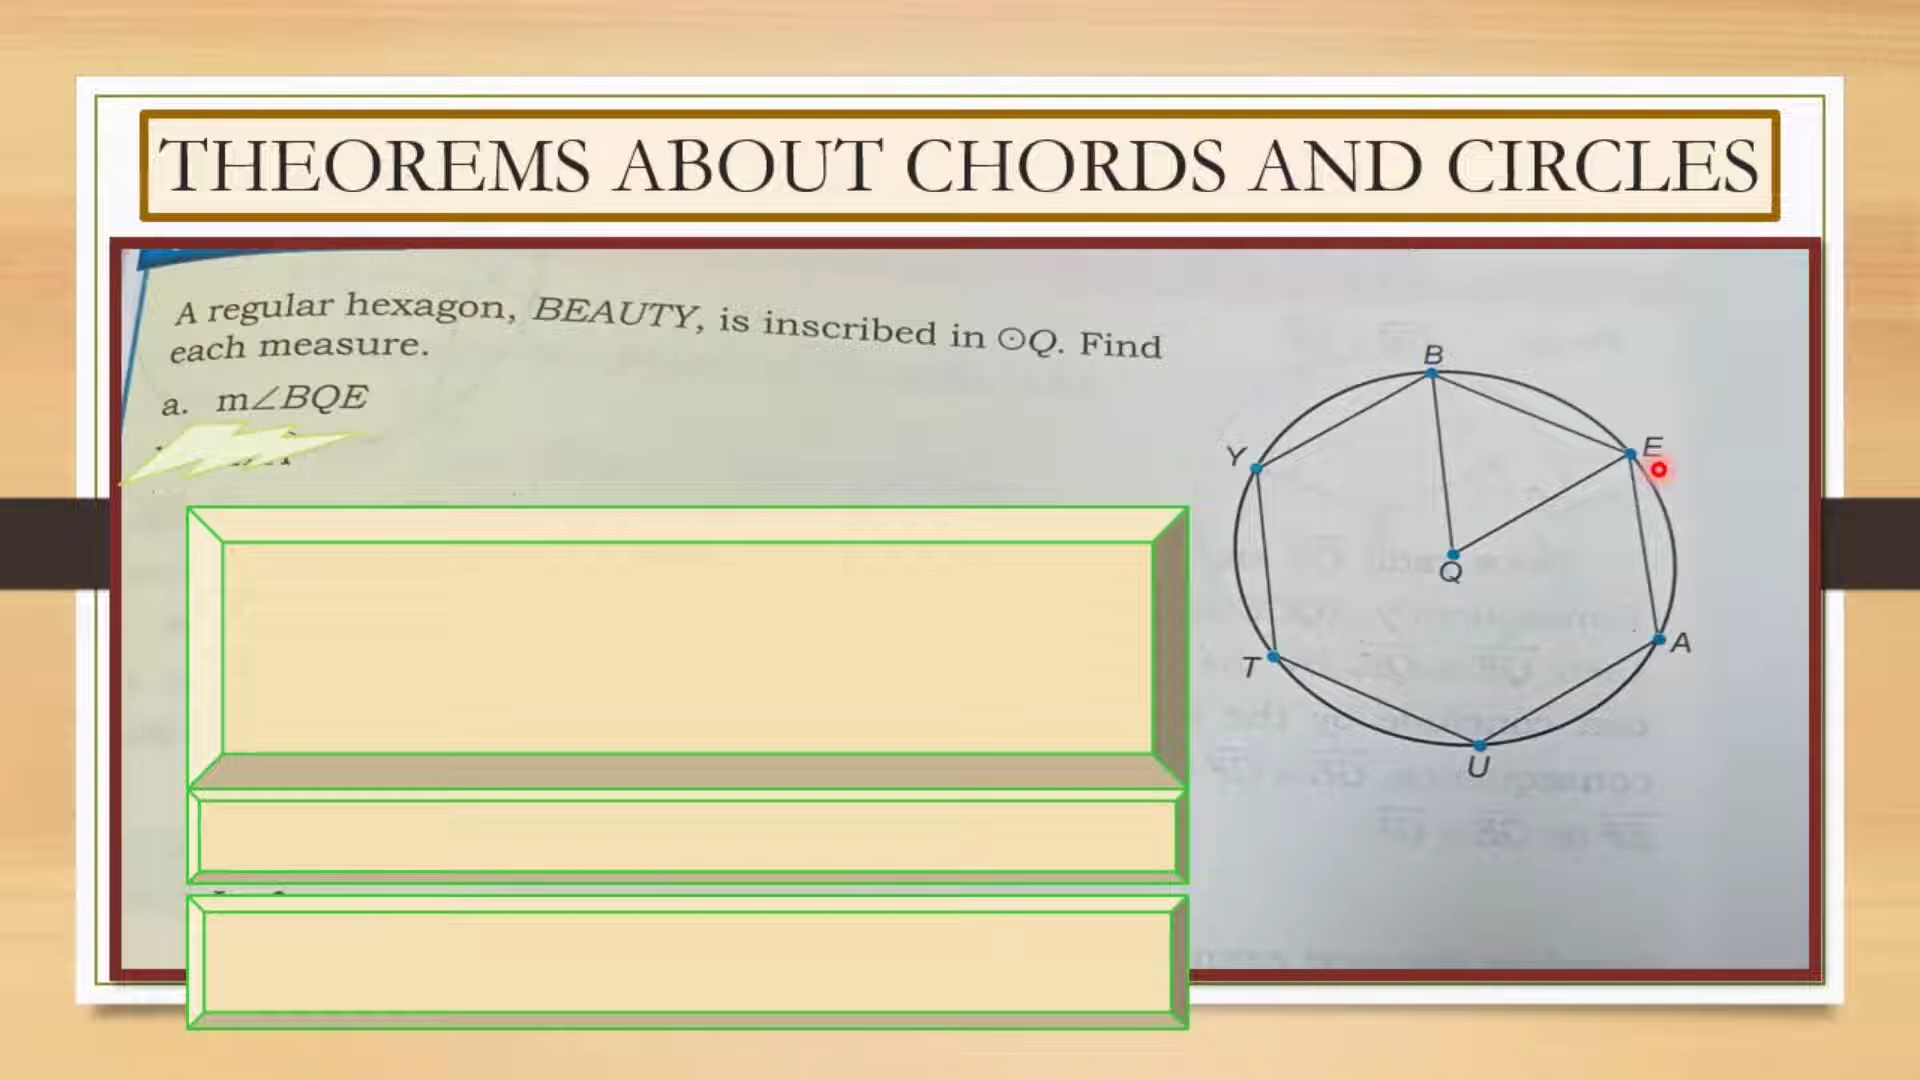 THEOREMS ABOUT CHORDS AND CIRCLES
A regular hexagon, BEAUTY, is inscribed in ⊙Q. Find
each measure.
a. m∠BQE
B
Y
E
Q
T
A
U